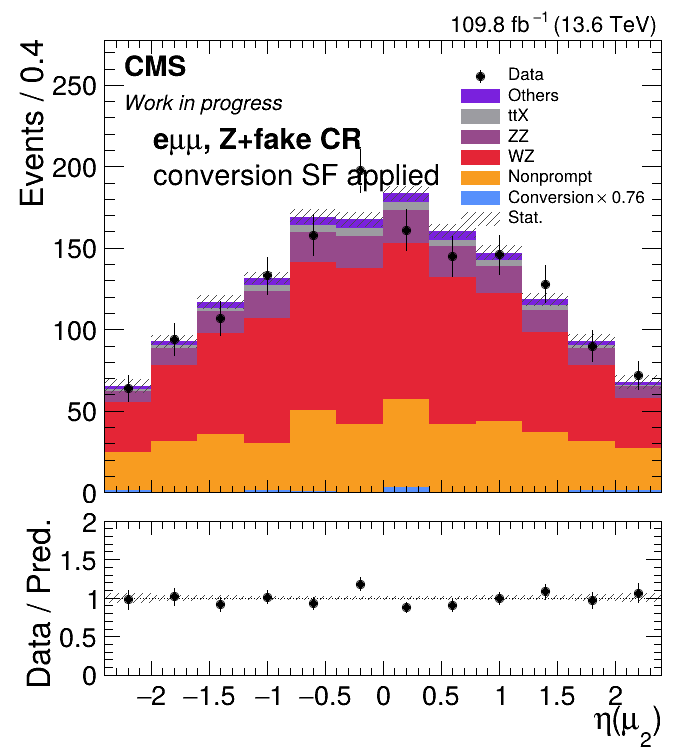 109.8 fb⁻¹ (13.6 TeV)
Events / 0.4
CMS
Work in progress
eμμ, Z+fake CR
conversion SF applied
Data
Others
ttX
ZZ
WZ
Nonprompt
Conversion × 0.76
Stat.
250
200
150
100
50
0
Data / Pred.
2
1.5
1
0.5
0
−2 −1.5 −1 −0.5 0 0.5 1 1.5 2
η(μ₂)